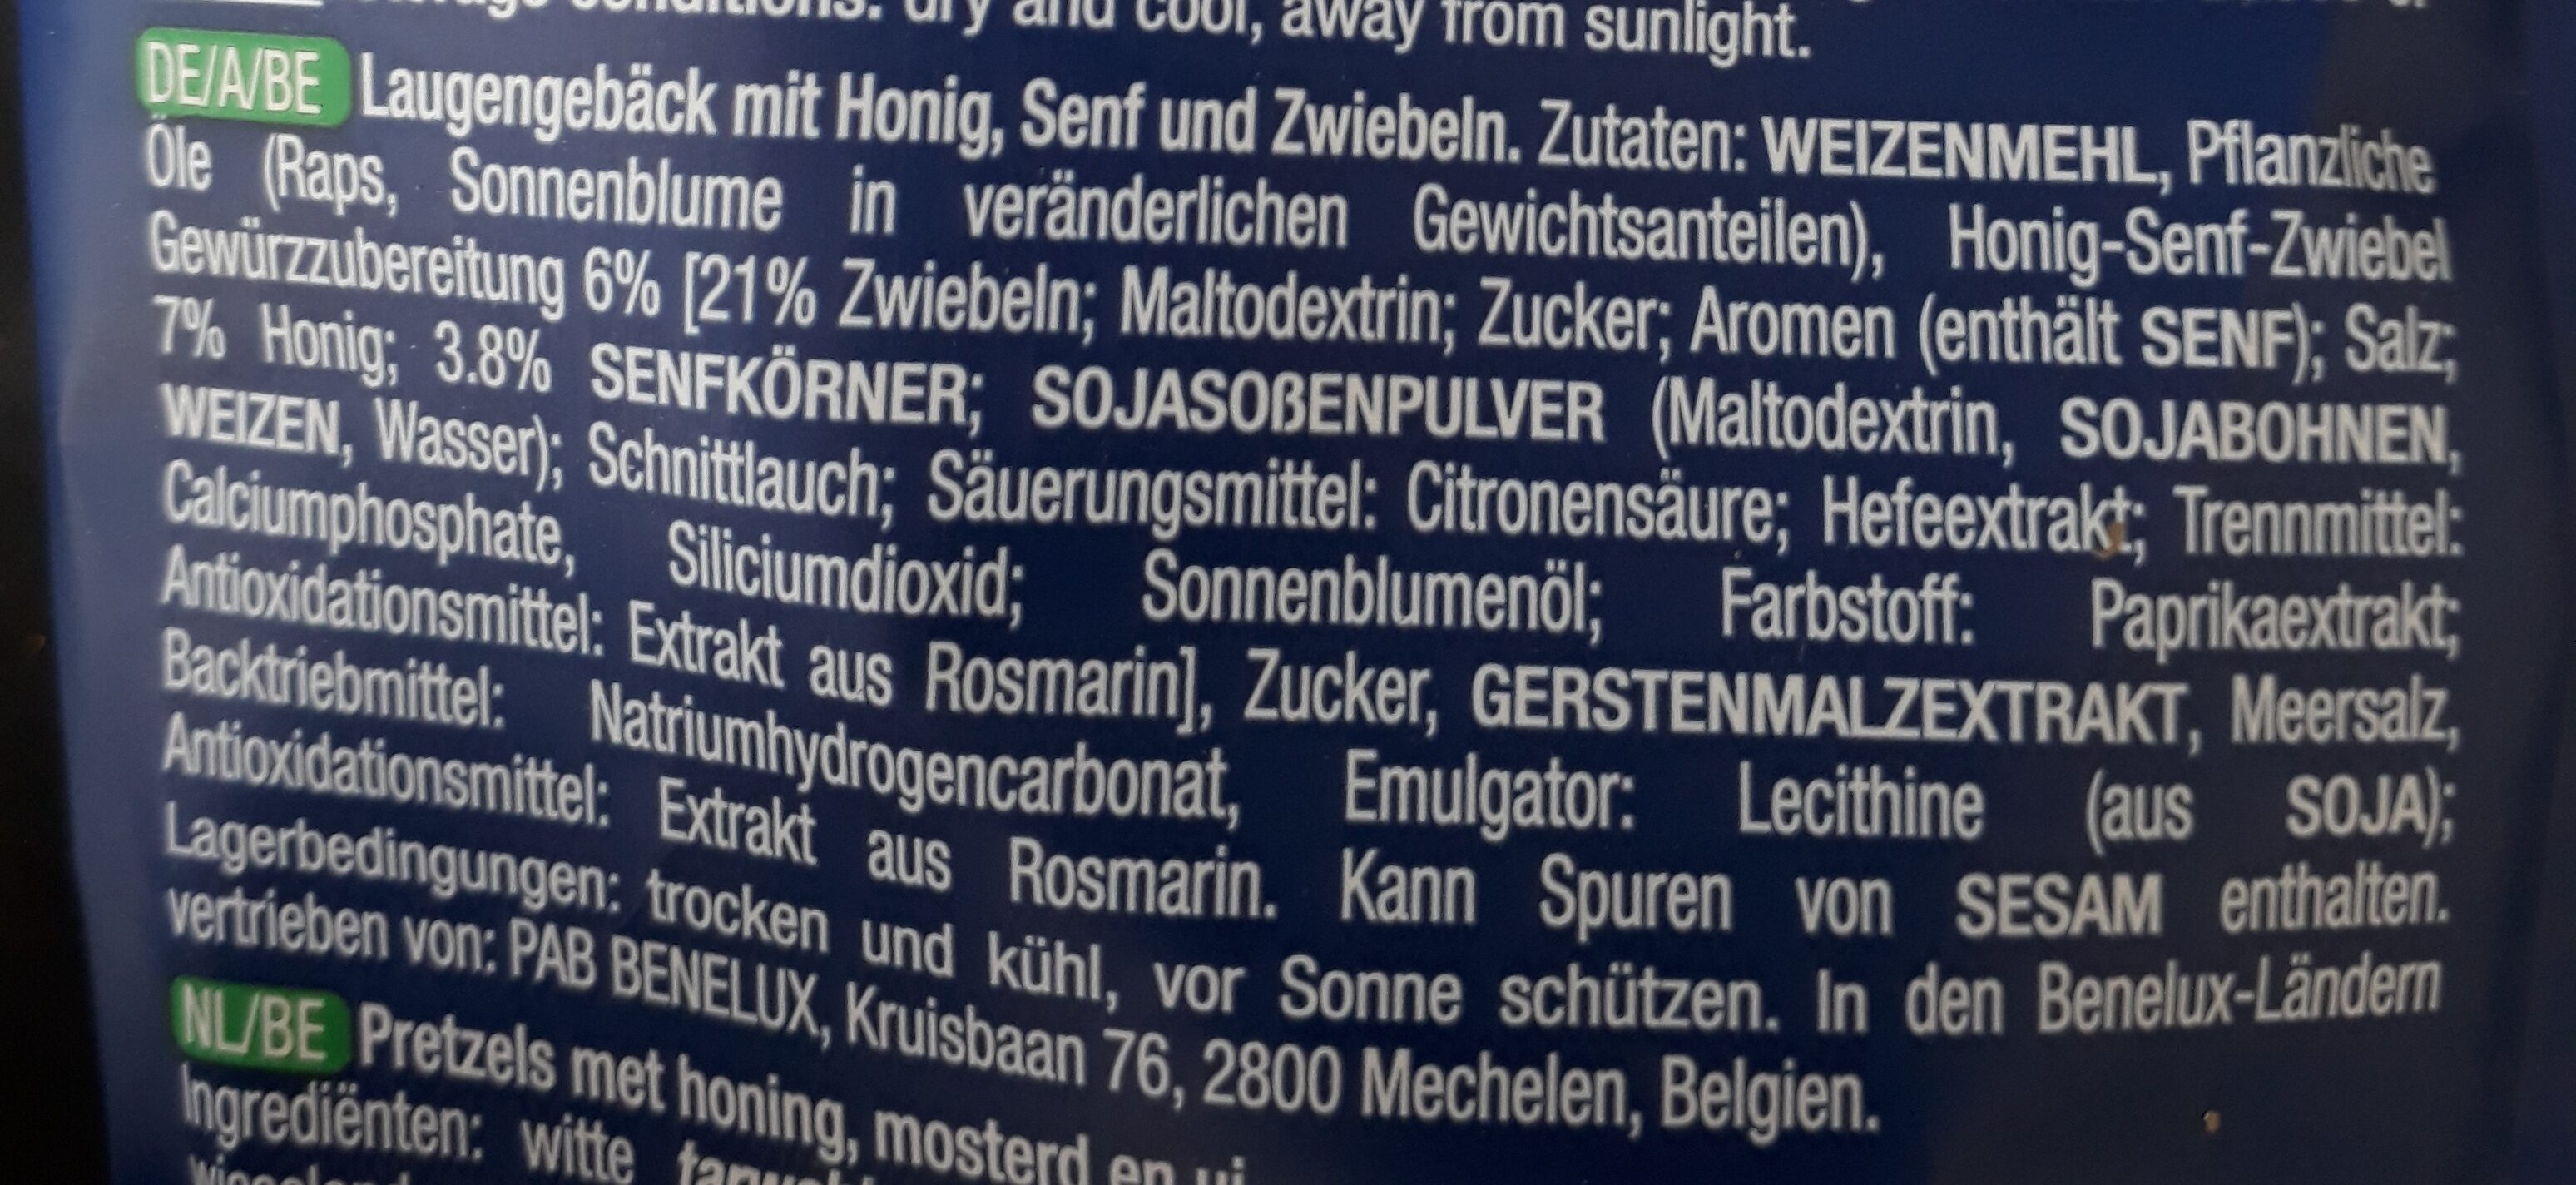 conditions: dry and cool, away from sunlight.
DE/A/BE Laugengebäck mit Honig, Senf und Zwiebeln. Zutaten: WEIZENMEHL, Pflanzliche
Öle (Raps, Sonnenblume in veränderlichen Gewichtsanteilen), Honig-Senf-Zwiebel
Gewürzzubereitung 6% [21% Zwiebeln; Maltodextrin; Zucker; Aromen (enthält SENF); Salz;
7% Honig; 3.8% SENFKÖRNER; SOJASOßENPULVER (Maltodextrin, SOJABOHNEN,
WEIZEN, Wasser); Schnittlauch; Säuerungsmittel: Citronensäure; Hefeextrakt; Trennmittel:
Calciumphosphate, Siliciumdioxid; Sonnenblumenöl; Farbstoff: Paprikaextrakt;
Antioxidationsmittel: Extrakt aus Rosmarin], Zucker, GERSTENMALZEXTRAKT, Meersalz,
Backtriebmittel: Natriumhydrogencarbonat, Emulgator: Lecithine (aus SOJA);
Antioxidationsmittel: Extrakt aus Rosmarin. Kann Spuren von SESAM enthalten.
Lagerbedingungen: trocken und kühl, vor Sonne schützen. In den Benelux-Ländern
vertrieben von: PAB BENELUX, Kruisbaan 76, 2800 Mechelen, Belgien.
NL/BE Pretzels met honing, mosterd en ui
Ingrediënten: witte